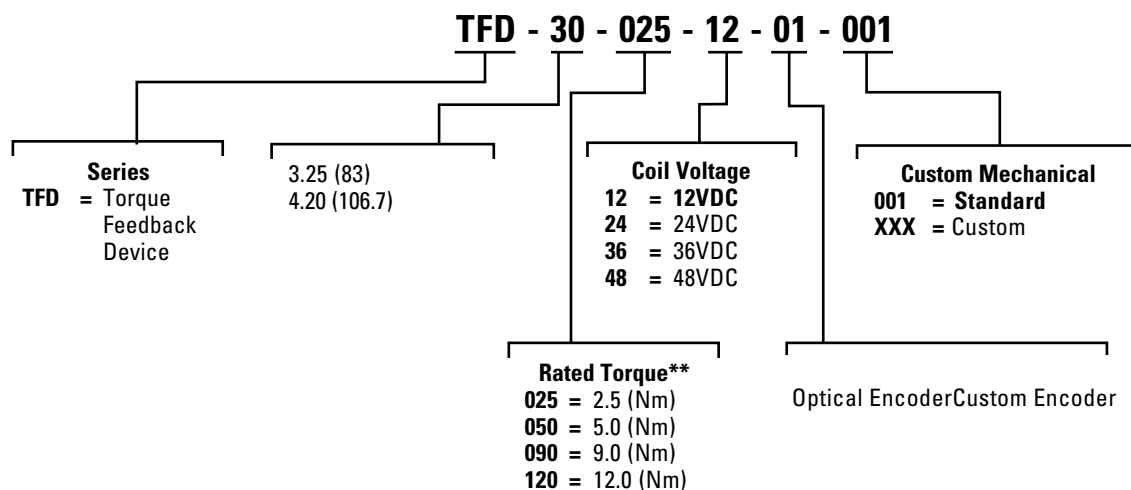 TFD - 30 - 025 - 12 - 01 - 001
Series
TFD = Torque
Feedback
Device
3.25 (83)
4.20 (106.7)
Coil Voltage
12 = 12VDC
24 = 24VDC
36 = 36VDC
48 = 48VDC
Custom Mechanical
001 = Standard
XXX = Custom
Rated Torque**
025 = 2.5 (Nm)
050 = 5.0 (Nm)
090 = 9.0 (Nm)
120 = 12.0 (Nm)
Optical EncoderCustom Encoder